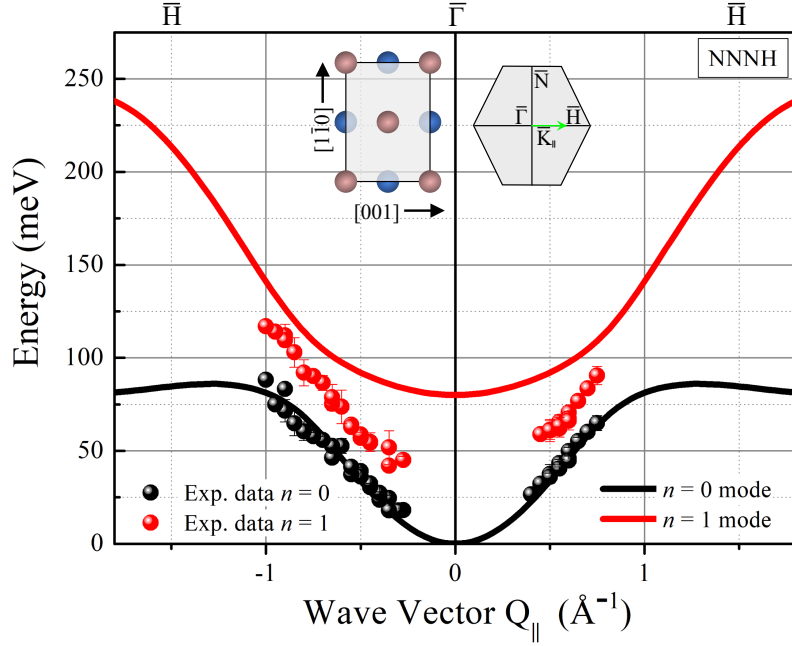 H̅ Γ̅ H̅
NNNH
250
200
150
100
50
0
Energy (meV)
[11̅0]
[001]
N̅
Γ̅ H̅
K̅∥
Exp. data n = 0
Exp. data n = 1
n = 0 mode
n = 1 mode
-1 0 1
Wave Vector Q∥ (Å⁻¹)